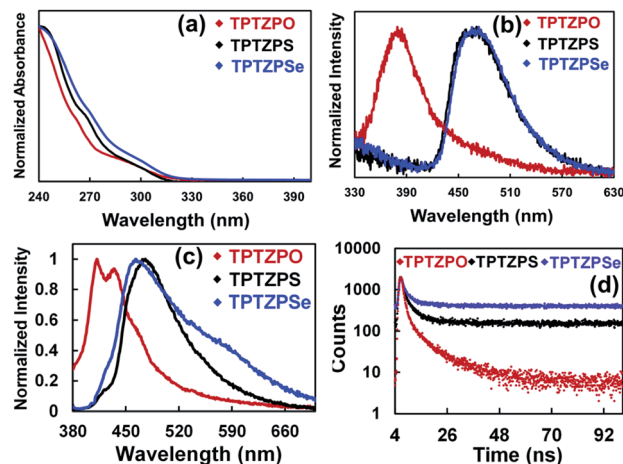 (a)
TPTZPO
TPTZPS
TPTZPSe
Normalized Absorbance
240 270 300 330 360 390
Wavelength (nm)
(b)
TPTZPO
TPTZPS
TPTZPSe
Normalized Intensity
330 390 450 510 570 630
Wavelength (nm)
(c)
TPTZPO
TPTZPS
TPTZPSe
Normalized Intensity
1
0.8
0.6
0.4
0.2
0
380 450 520 590 660
Wavelength (nm)
TPTZPO TPTZPS TPTZPSe
(d)
Counts
10000
1000
100
10
1
4 26 48 70 92
Time (ns)